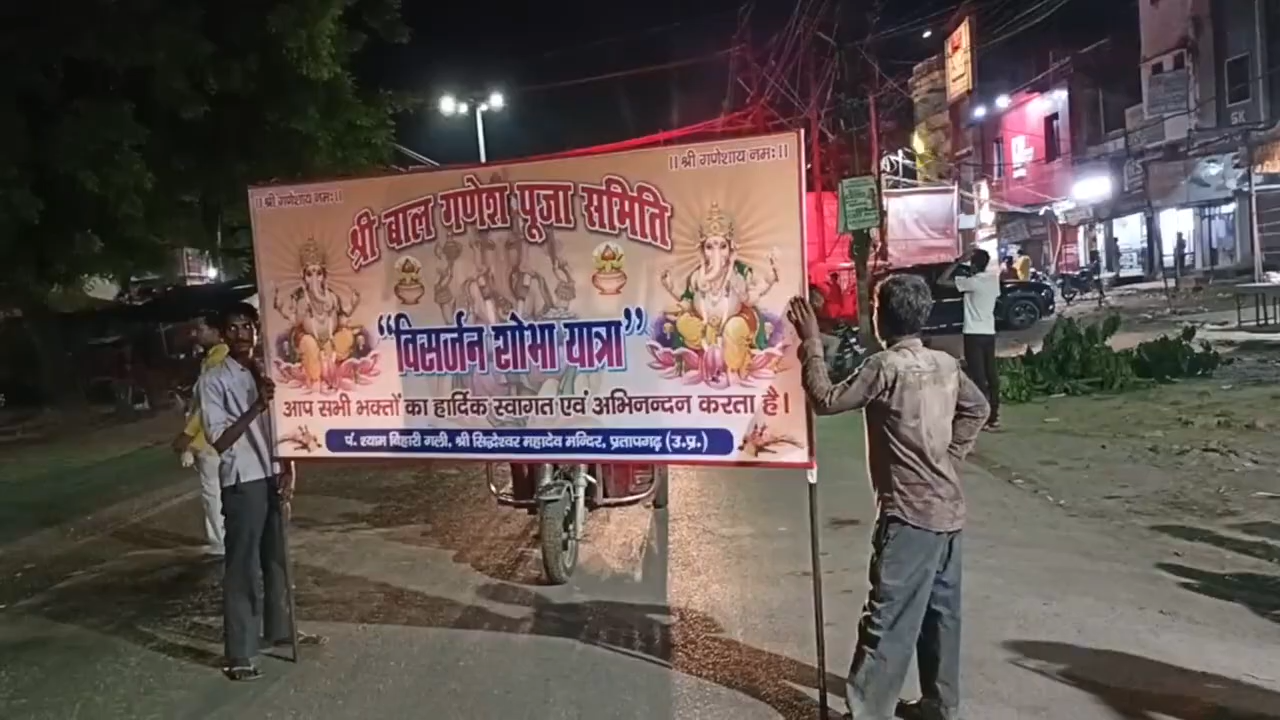 ।। श्री गणेशाय नमः ।।
।। श्री गणेशाय नमः ।।
श्री बाल गणेश पूजा समिति
“विसर्जन शोभा यात्रा”
आप सभी भक्तों का हार्दिक स्वागत एवं अभिनन्दन करता है।
पं. श्याम बिहारी गली, श्री सिद्धेश्वर महादेव मन्दिर, प्रतापगढ़ (उ.प्र.)
SK